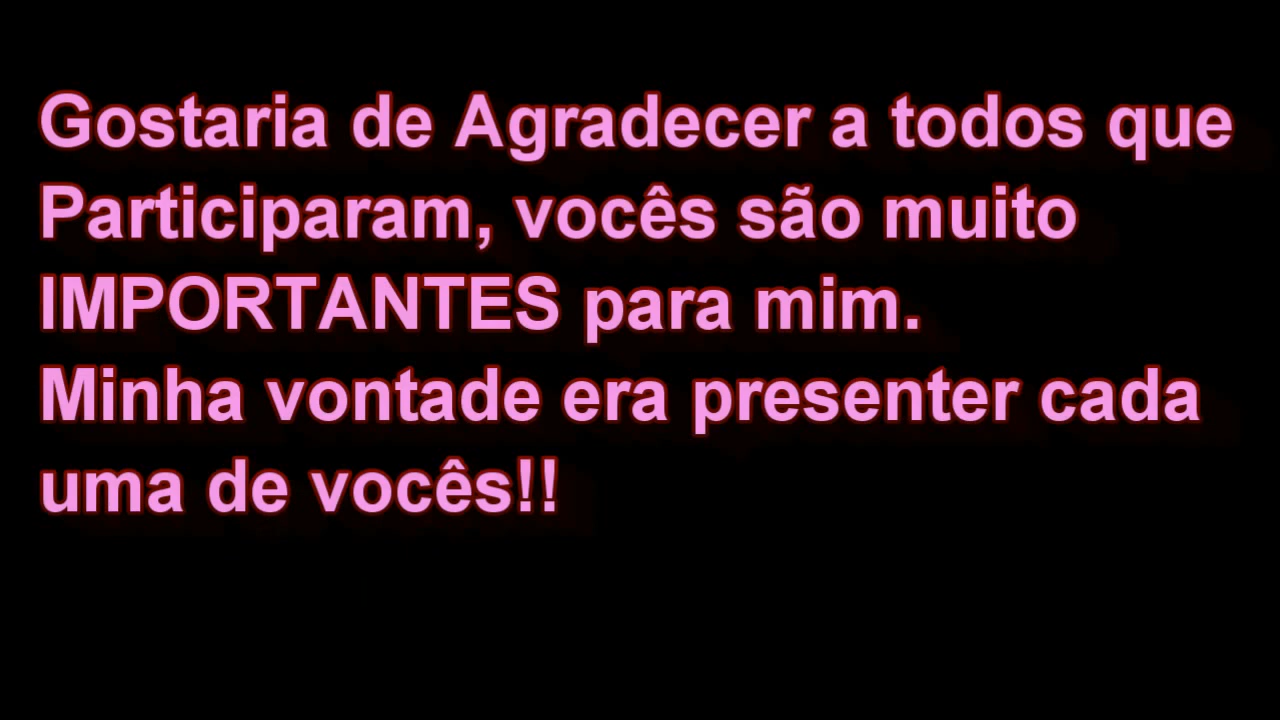 Gostaria de Agradecer a todos que
Participaram, vocês são muito
IMPORTANTES para mim.
Minha vontade era presenter cada
uma de vocês!!